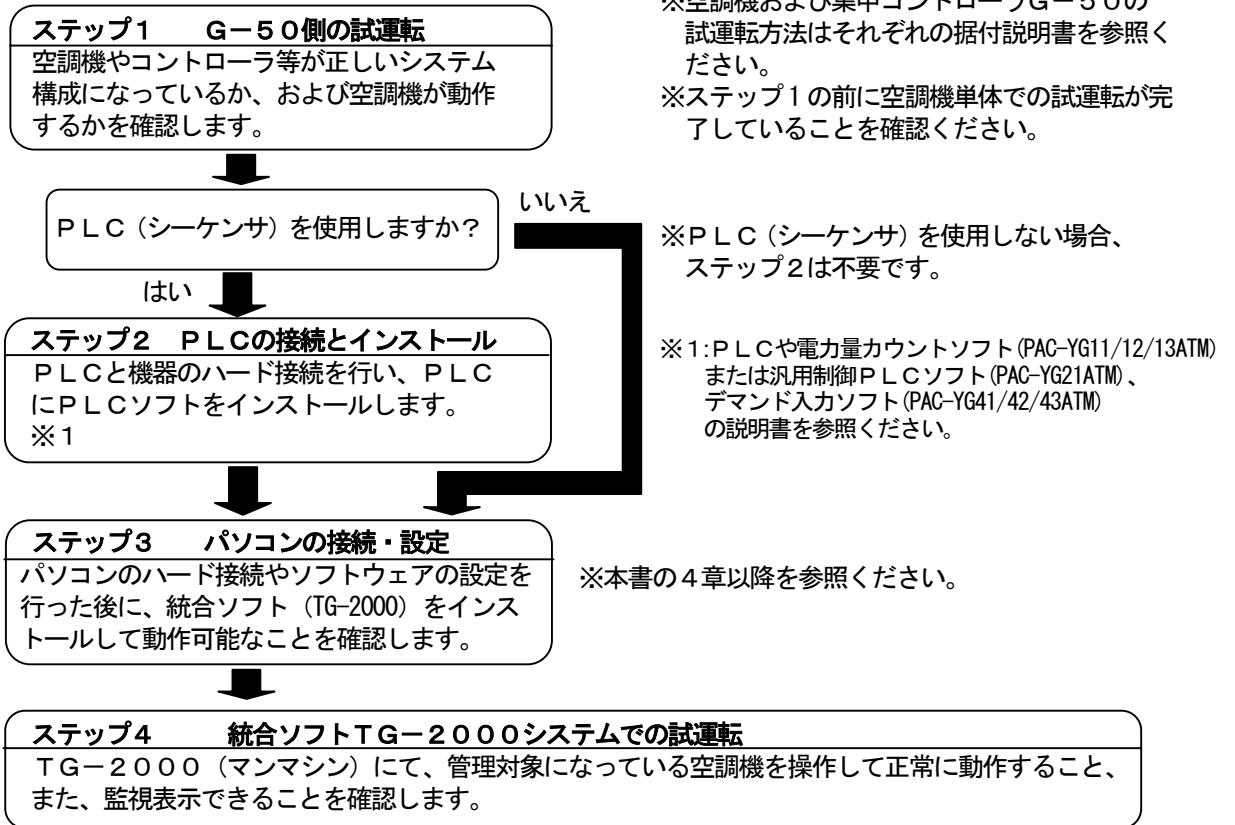 ※空調機および集中コントローラG－50の
試運転方法はそれぞれの据付説明書を参照く
ださい。
※ステップ1の前に空調機単体での試運転が完
了していることを確認ください。
ステップ1　　G－50側の試運転
空調機やコントローラ等が正しいシステム
構成になっているか、および空調機が動作
するかを確認します。
PLC（シーケンサ）を使用しますか？
いいえ
はい
※PLC（シーケンサ）を使用しない場合、
ステップ2は不要です。
ステップ2　PLCの接続とインストール
PLCと機器のハード接続を行い、PLC
にPLCソフトをインストールします。
※1
※1:PLCや電力量カウントソフト(PAC-YG11/12/13ATM)
または汎用制御PLCソフト(PAC-YG21ATM)、
デマンド入力ソフト(PAC-YG41/42/43ATM)
の説明書を参照ください。
ステップ3　　パソコンの接続・設定
パソコンのハード接続やソフトウェアの設定を
行った後に、統合ソフト（TG-2000）をインス
トールして動作可能なことを確認します。
※本書の4章以降を参照ください。
ステップ4　　　統合ソフトTG－2000システムでの試運転
TG－2000（マンマシン）にて、管理対象になっている空調機を操作して正常に動作すること、
また、監視表示できることを確認します。